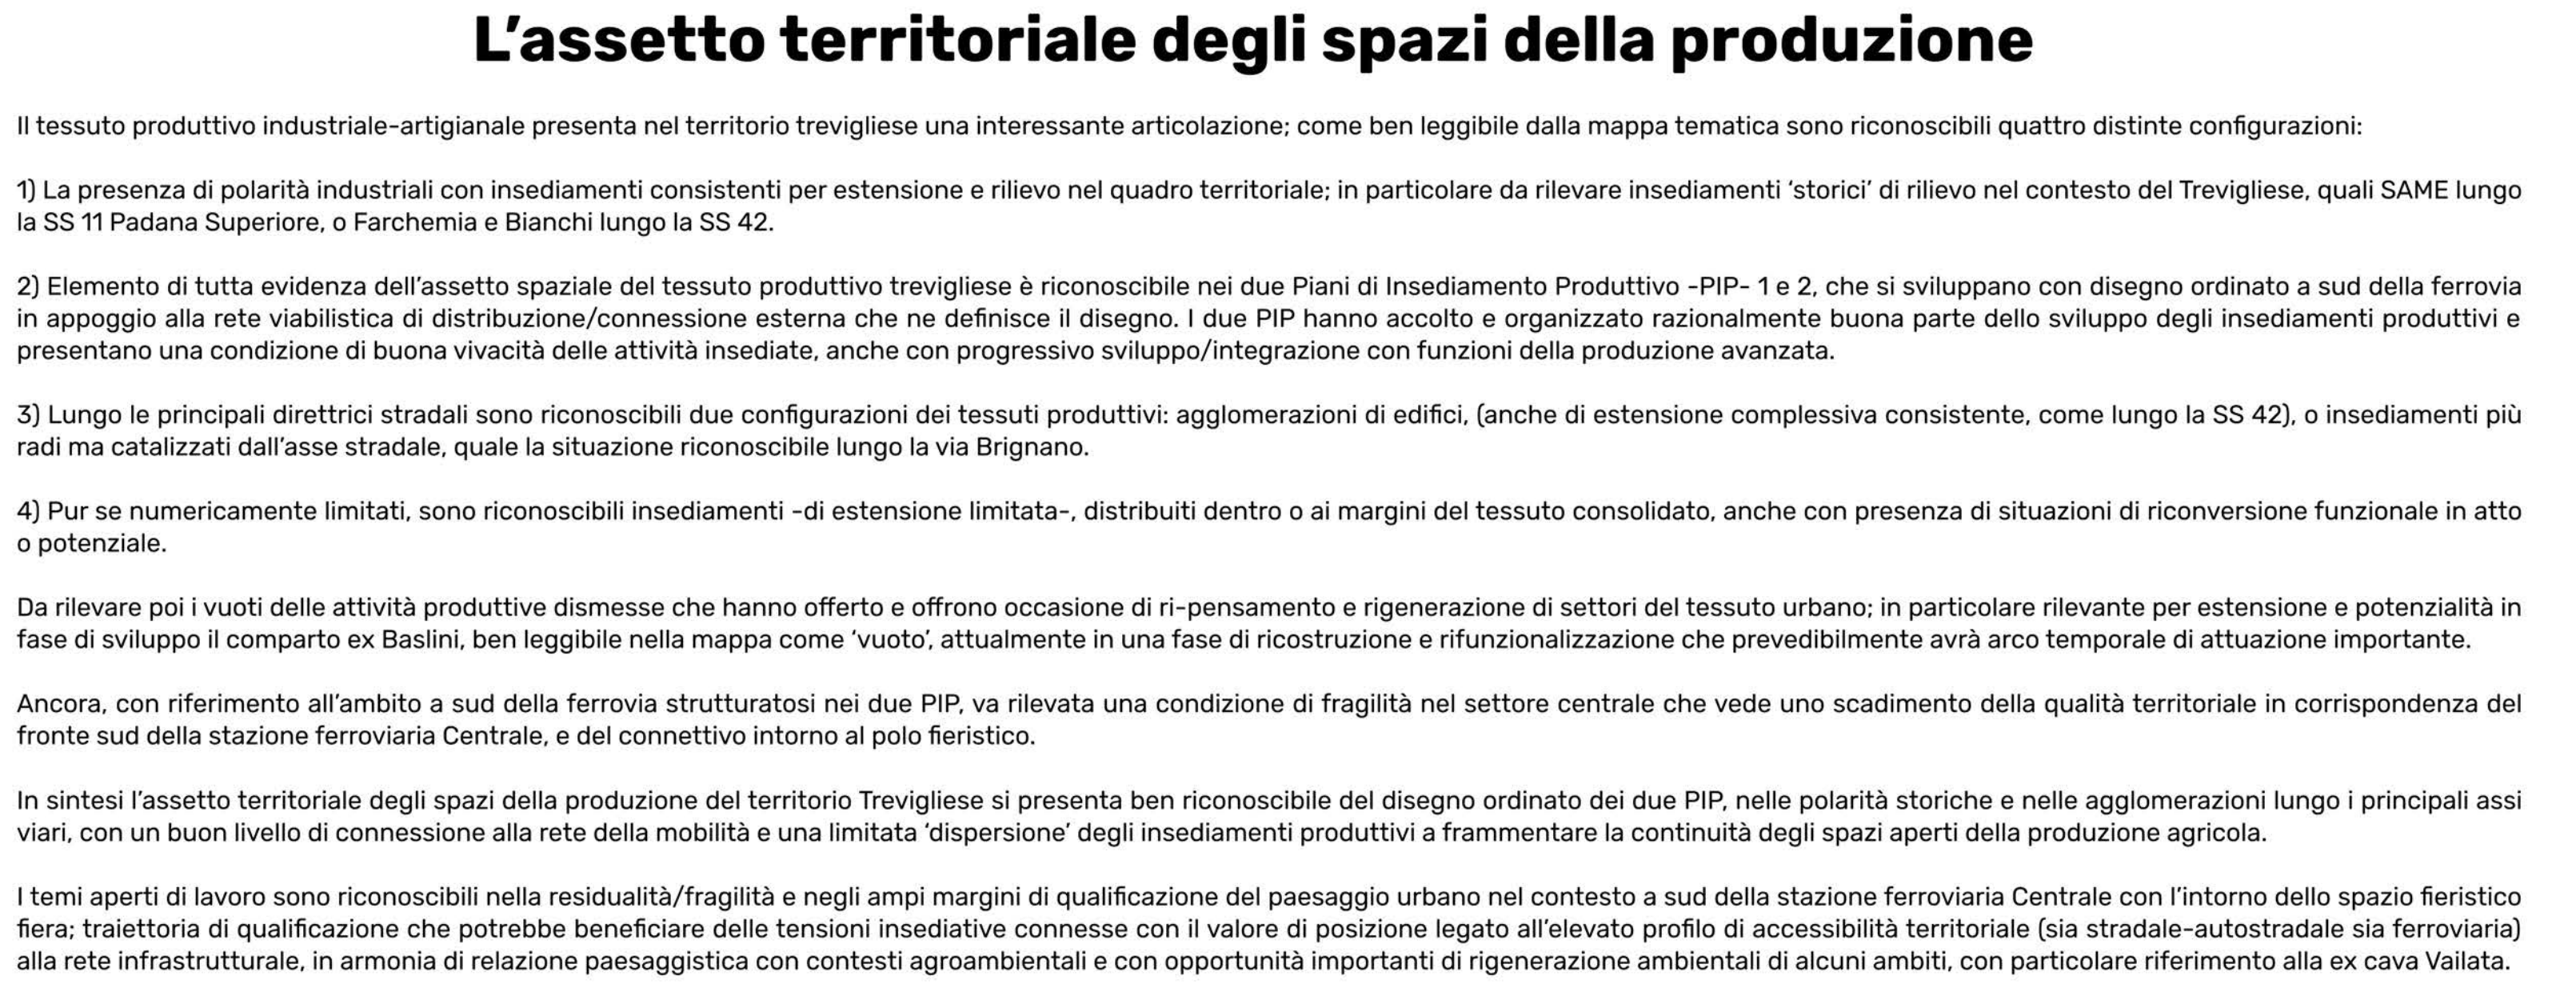 L’assetto territoriale degli spazi della produzione
Il tessuto produttivo industriale-artigianale presenta nel territorio trevigliese una interessante articolazione; come ben leggibile dalla mappa tematica sono riconoscibili quattro distinte configurazioni:
1) La presenza di polarità industriali con insediamenti consistenti per estensione e rilievo nel quadro territoriale; in particolare da rilevare insediamenti ‘storici’ di rilievo nel contesto del Trevigliese, quali SAME lungo
la SS 11 Padana Superiore, o Farchemia e Bianchi lungo la SS 42.
2) Elemento di tutta evidenza dell’assetto spaziale del tessuto produttivo trevigliese è riconoscibile nei due Piani di Insediamento Produttivo -PIP- 1 e 2, che si sviluppano con disegno ordinato a sud della ferrovia
in appoggio alla rete viabilistica di distribuzione/connessione esterna che ne definisce il disegno. I due PIP hanno accolto e organizzato razionalmente buona parte dello sviluppo degli insediamenti produttivi e
presentano una condizione di buona vivacità delle attività insediate, anche con progressivo sviluppo/integrazione con funzioni della produzione avanzata.
3) Lungo le principali direttrici stradali sono riconoscibili due configurazioni dei tessuti produttivi: agglomerazioni di edifici, (anche di estensione complessiva consistente, come lungo la SS 42), o insediamenti più
radi ma catalizzati dall’asse stradale, quale la situazione riconoscibile lungo la via Brignano.
4) Pur se numericamente limitati, sono riconoscibili insediamenti -di estensione limitata-, distribuiti dentro o ai margini del tessuto consolidato, anche con presenza di situazioni di riconversione funzionale in atto
o potenziale.
Da rilevare poi i vuoti delle attività produttive dismesse che hanno offerto e offrono occasione di ri-pensamento e rigenerazione di settori del tessuto urbano; in particolare rilevante per estensione e potenzialità in
fase di sviluppo il comparto ex Baslini, ben leggibile nella mappa come ‘vuoto’, attualmente in una fase di ricostruzione e rifunzionalizzazione che prevedibilmente avrà arco temporale di attuazione importante.
Ancora, con riferimento all’ambito a sud della ferrovia strutturatosi nei due PIP, va rilevata una condizione di fragilità nel settore centrale che vede uno scadimento della qualità territoriale in corrispondenza del
fronte sud della stazione ferroviaria Centrale, e del connettivo intorno al polo fieristico.
In sintesi l’assetto territoriale degli spazi della produzione del territorio Trevigliese si presenta ben riconoscibile del disegno ordinato dei due PIP, nelle polarità storiche e nelle agglomerazioni lungo i principali assi
viari, con un buon livello di connessione alla rete della mobilità e una limitata ‘dispersione’ degli insediamenti produttivi a frammentare la continuità degli spazi aperti della produzione agricola.
I temi aperti di lavoro sono riconoscibili nella residualità/fragilità e negli ampi margini di qualificazione del paesaggio urbano nel contesto a sud della stazione ferroviaria Centrale con l’intorno dello spazio fieristico
fiera; traiettoria di qualificazione che potrebbe beneficiare delle tensioni insediative connesse con il valore di posizione legato all’elevato profilo di accessibilità territoriale (sia stradale-autostradale sia ferroviaria)
alla rete infrastrutturale, in armonia di relazione paesaggistica con contesti agroambientali e con opportunità importanti di rigenerazione ambientali di alcuni ambiti, con particolare riferimento alla ex cava Vailata.